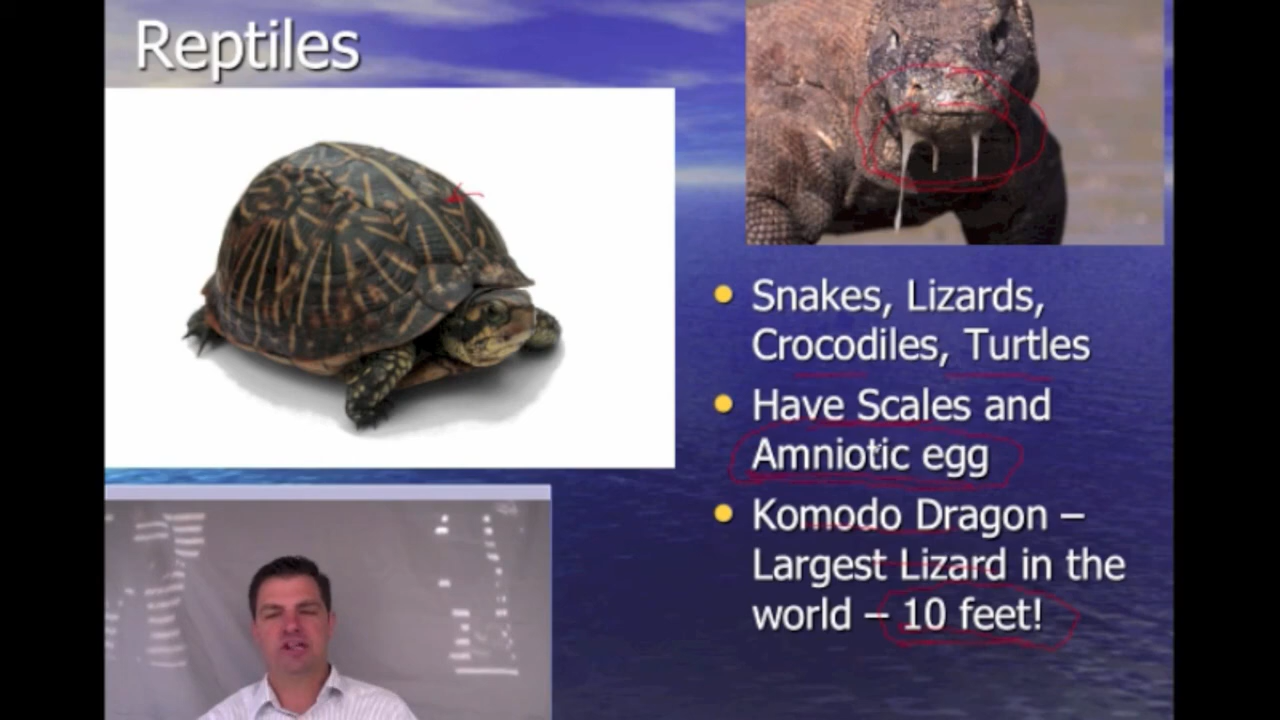 Reptiles
Snakes, Lizards,
Crocodiles, Turtles
Have Scales and
Amniotic egg
Komodo Dragon –
Largest Lizard in the
world – 10 feet!